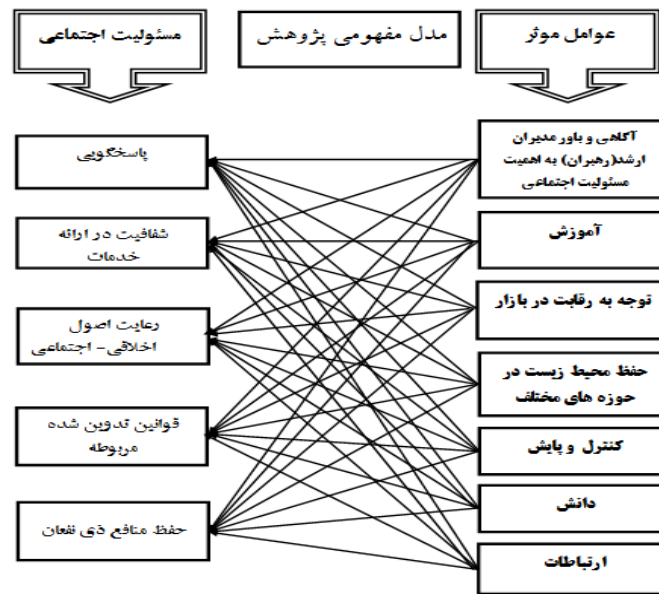 عوامل موثر
مدل مفهومی پژوهش
مسئولیت اجتماعی
آگاهی و باور مدیران
ارشد(رهبران) به اهمیت
مسئولیت اجتماعی
آموزش
توجه به رقابت در بازار
حفظ محیط زیست در
حوزه های مختلف
کنترل و پایش
دانش
ارتباطات
پاسخگویی
شفافیت در ارائه
خدمات
رعایت اصول
اخلاقی- اجتماعی
قوانین تدوین شده
مربوطه
حفظ منافع ذی نفعان